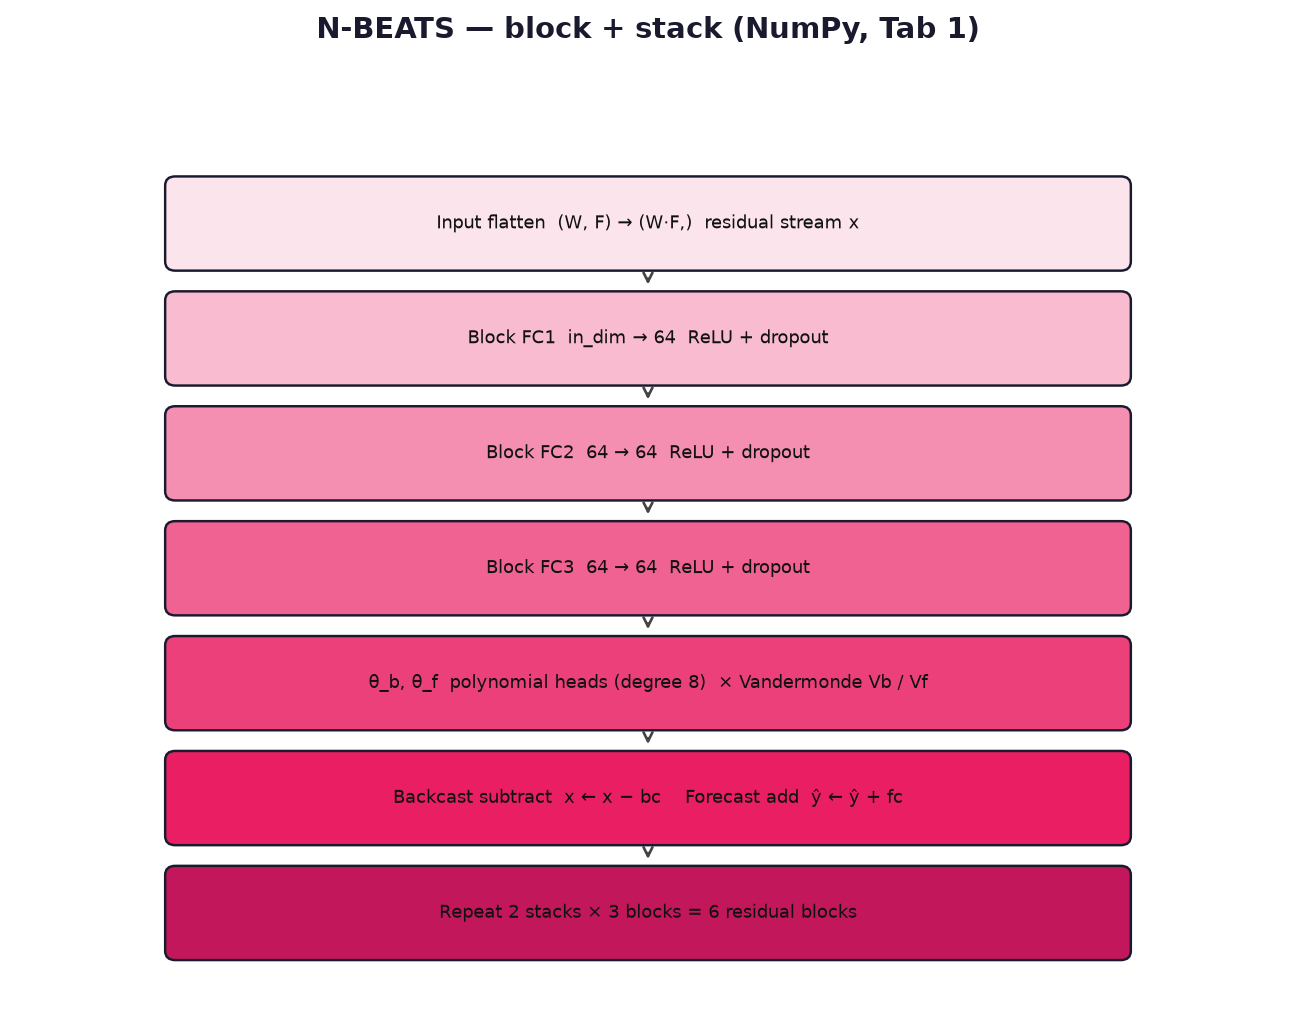 N-BEATS — block + stack (NumPy, Tab 1)
Input flatten  (W, F) → (W·F,)  residual stream x
Block FC1  in_dim → 64  ReLU + dropout
Block FC2  64 → 64  ReLU + dropout
Block FC3  64 → 64  ReLU + dropout
θ_b, θ_f  polynomial heads (degree 8)  × Vandermonde Vb / Vf
Backcast subtract  x ← x − bc    Forecast add  ŷ ← ŷ + fc
Repeat 2 stacks × 3 blocks = 6 residual blocks